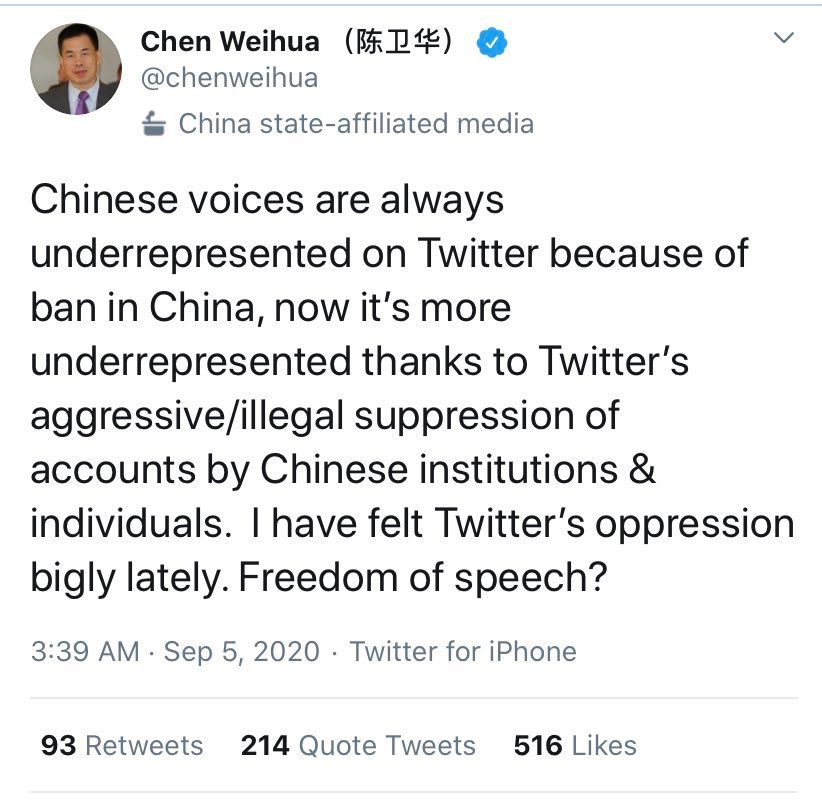 Chen Weihua （陈卫华）
@chenweihua
China state-affiliated media
Chinese voices are always
underrepresented on Twitter because of
ban in China, now it’s more
underrepresented thanks to Twitter’s
aggressive/illegal suppression of
accounts by Chinese institutions &
individuals.  I have felt Twitter’s oppression
bigly lately. Freedom of speech?
3:39 AM · Sep 5, 2020 · Twitter for iPhone
93 Retweets 214 Quote Tweets 516 Likes